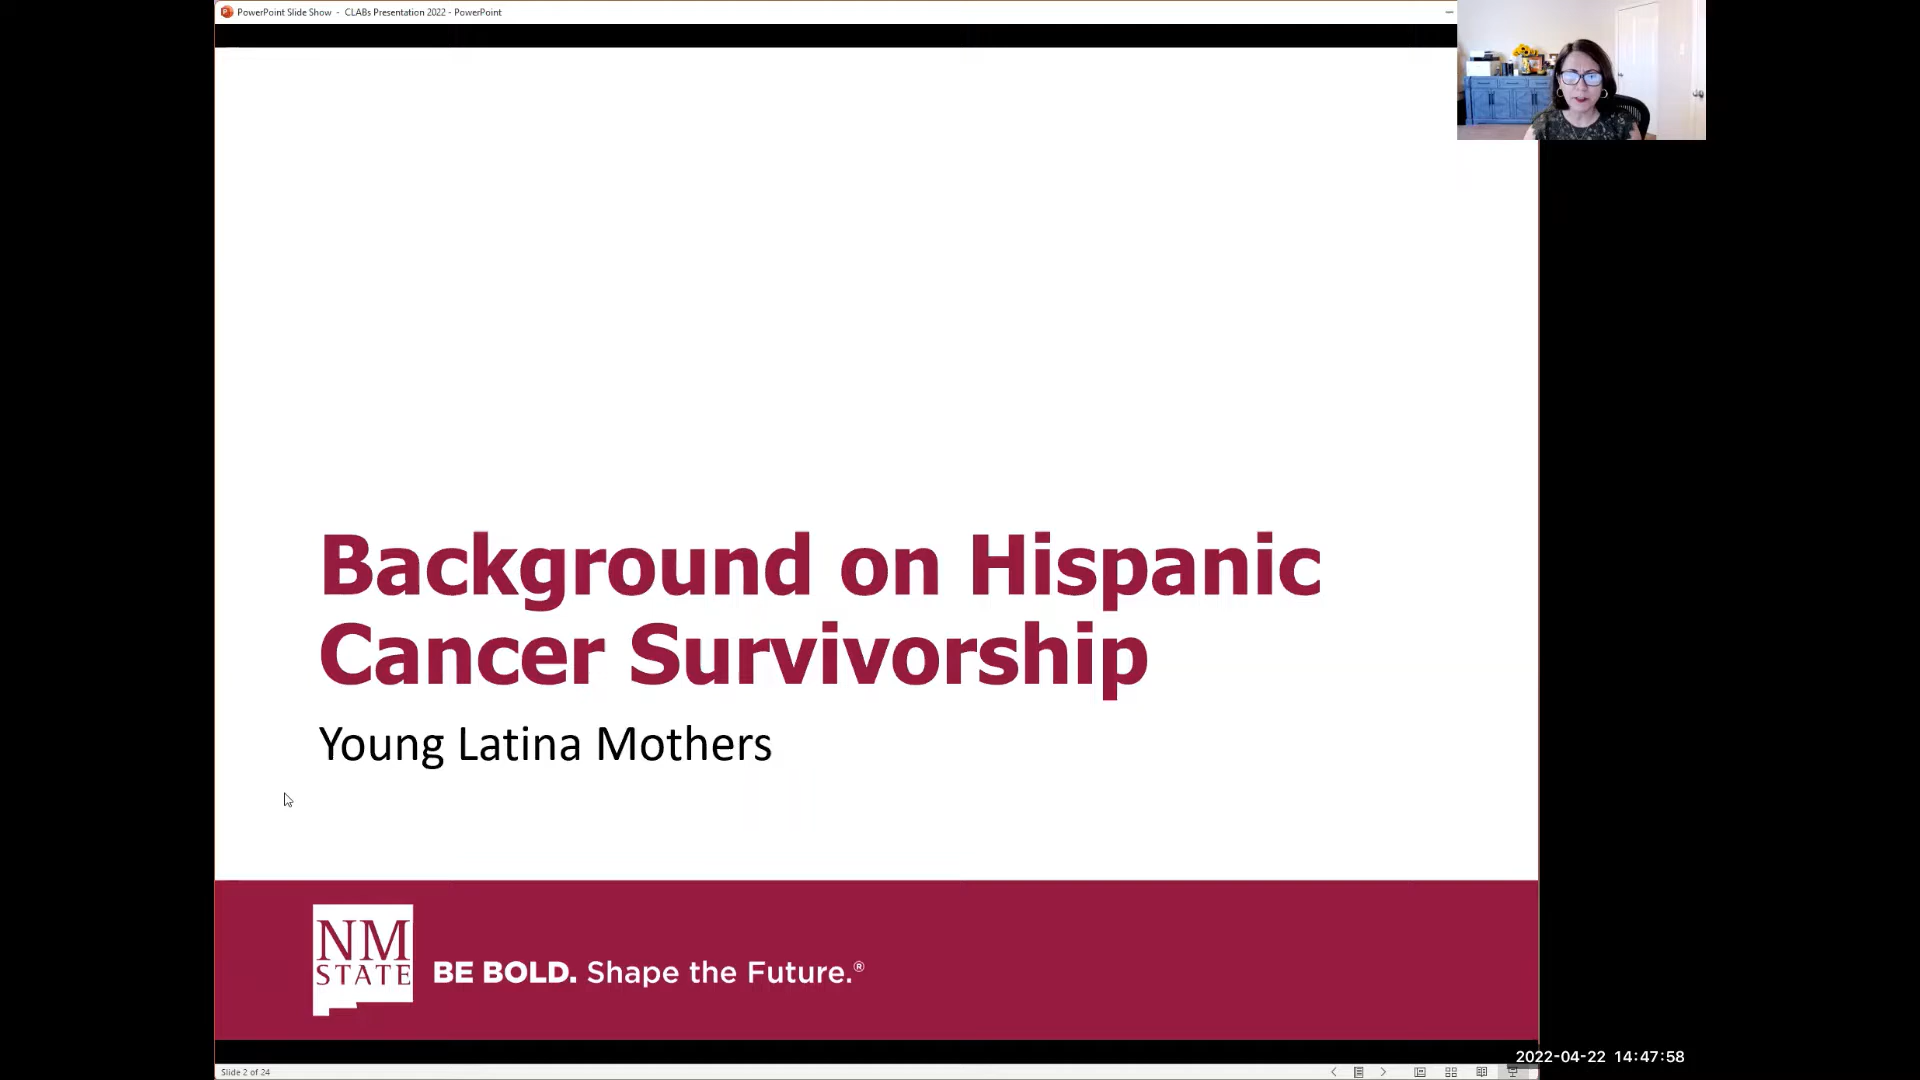 PowerPoint Slide Show - CLABs Presentation 2022 - PowerPoint
Background on Hispanic
Cancer Survivorship
Young Latina Mothers
NM
STATE
BE BOLD. Shape the Future.®
2022-04-22 14:47:58
Slide 2 of 24